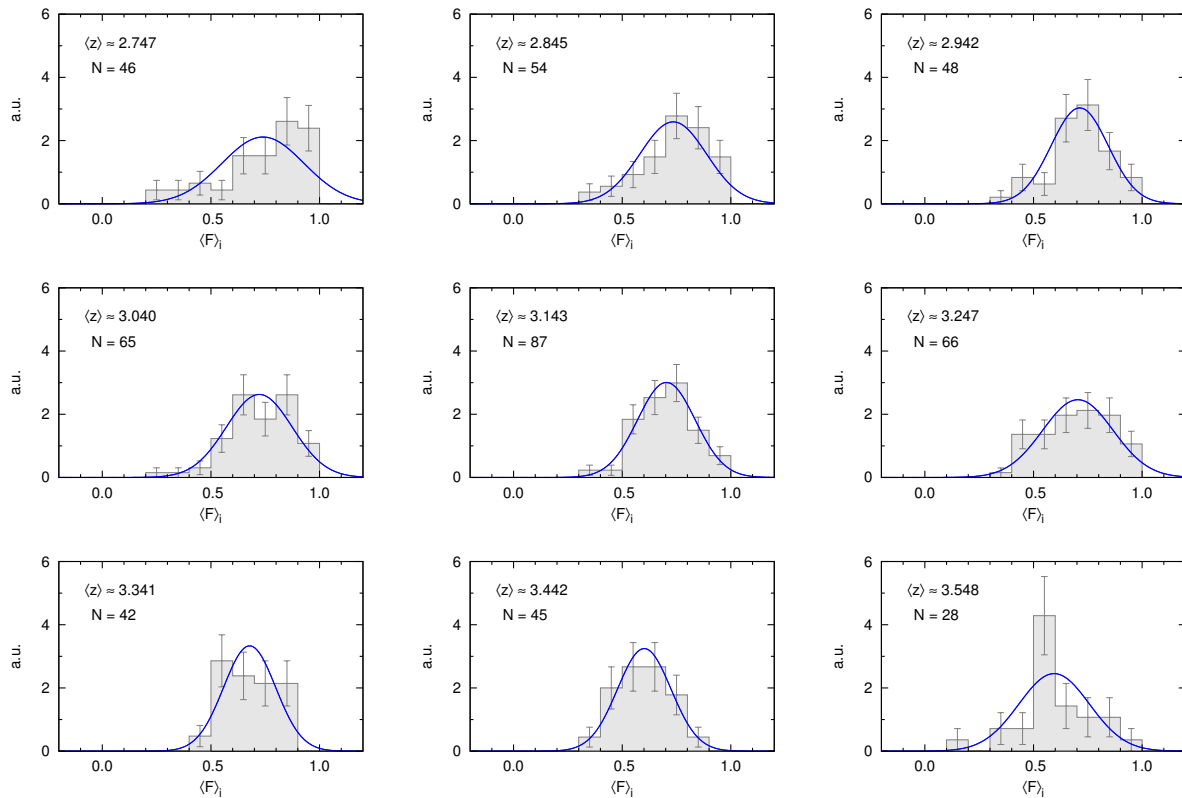 6
4
2
0
a.u.
⟨z⟩ ≈ 2.747
N = 46
0.0 0.5 1.0
⟨F⟩i
6
4
2
0
a.u.
⟨z⟩ ≈ 2.845
N = 54
0.0 0.5 1.0
⟨F⟩i
6
4
2
0
a.u.
⟨z⟩ ≈ 2.942
N = 48
0.0 0.5 1.0
⟨F⟩i
6
4
2
0
a.u.
⟨z⟩ ≈ 3.040
N = 65
0.0 0.5 1.0
⟨F⟩i
6
4
2
0
a.u.
⟨z⟩ ≈ 3.143
N = 87
0.0 0.5 1.0
⟨F⟩i
6
4
2
0
a.u.
⟨z⟩ ≈ 3.247
N = 66
0.0 0.5 1.0
⟨F⟩i
6
4
2
0
a.u.
⟨z⟩ ≈ 3.341
N = 42
0.0 0.5 1.0
⟨F⟩i
6
4
2
0
a.u.
⟨z⟩ ≈ 3.442
N = 45
0.0 0.5 1.0
⟨F⟩i
6
4
2
0
a.u.
⟨z⟩ ≈ 3.548
N = 28
0.0 0.5 1.0
⟨F⟩i